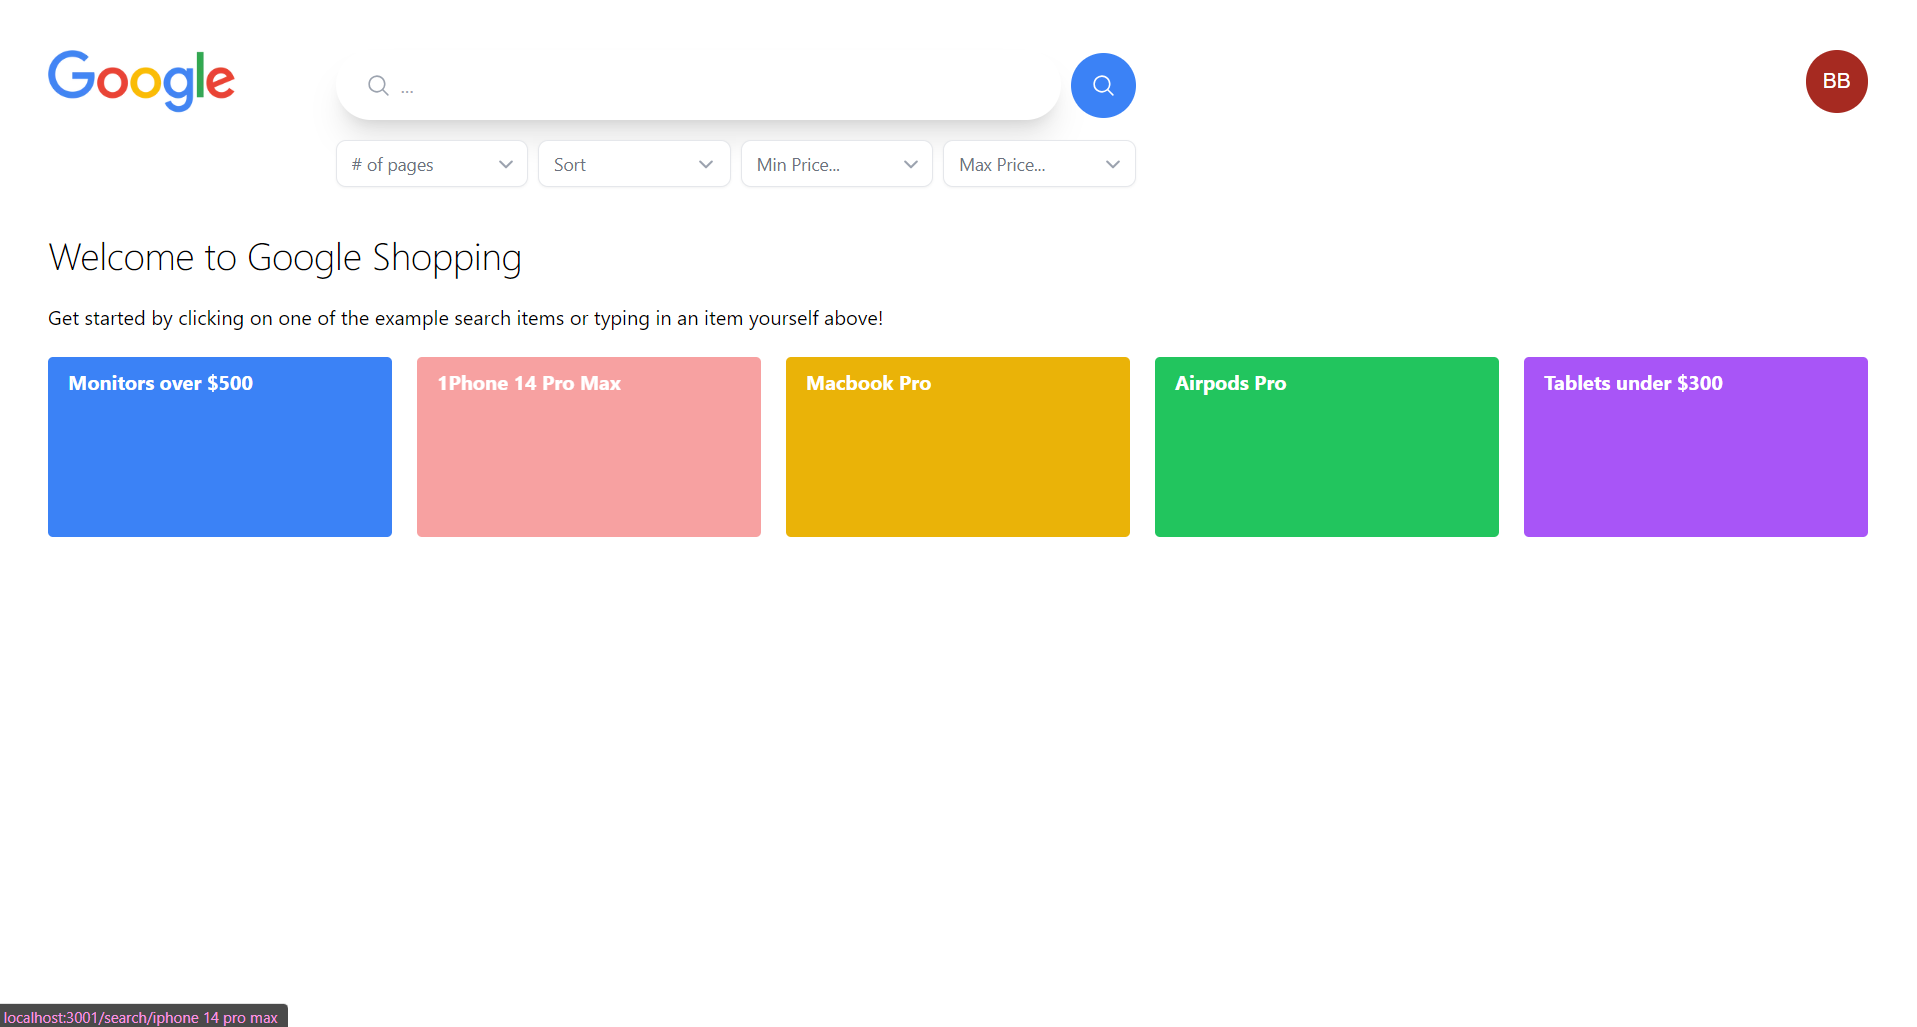 Google
...
BB
# of pages
Sort
Min Price...
Max Price...
Welcome to Google Shopping
Get started by clicking on one of the example search items or typing in an item yourself above!
Monitors over $500
1Phone 14 Pro Max
Macbook Pro
Airpods Pro
Tablets under $300
localhost:3001/search/iphone 14 pro max